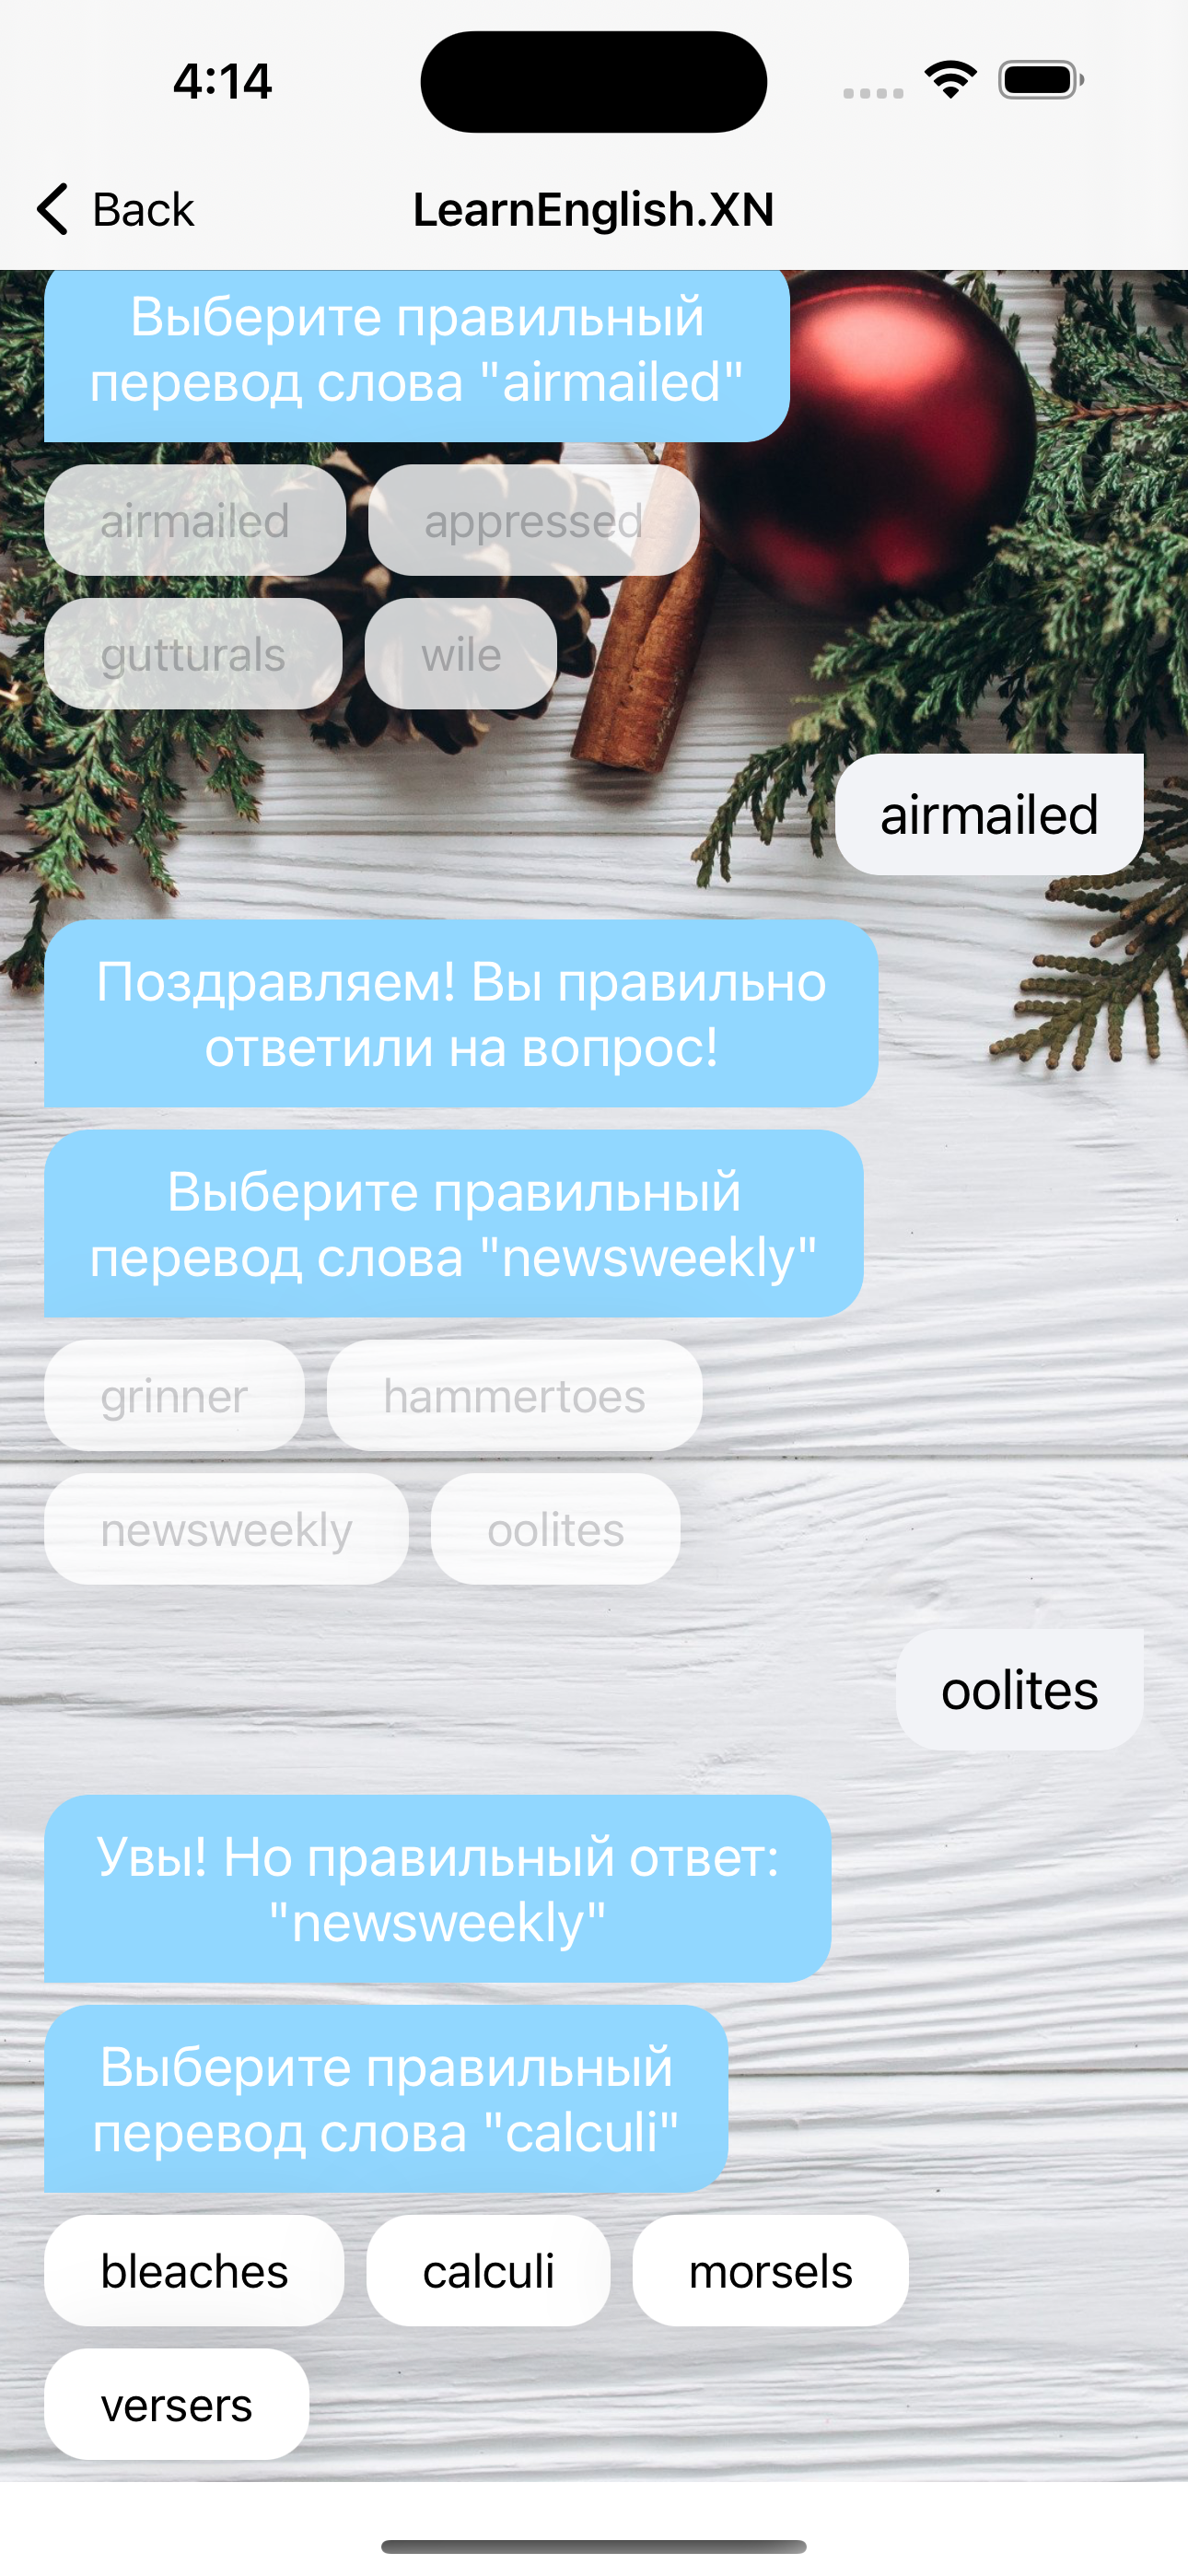 4:14
Back
LearnEnglish.XN
Выберите правильный
перевод слова "airmailed"
airmailed
appressed
gutturals
wile
airmailed
Поздравляем! Вы правильно
ответили на вопрос!
Выберите правильный
перевод слова "newsweekly"
grinner
hammertoes
newsweekly
oolites
oolites
Увы! Но правильный ответ:
"newsweekly"
Выберите правильный
перевод слова "calculi"
bleaches
calculi
morsels
versers